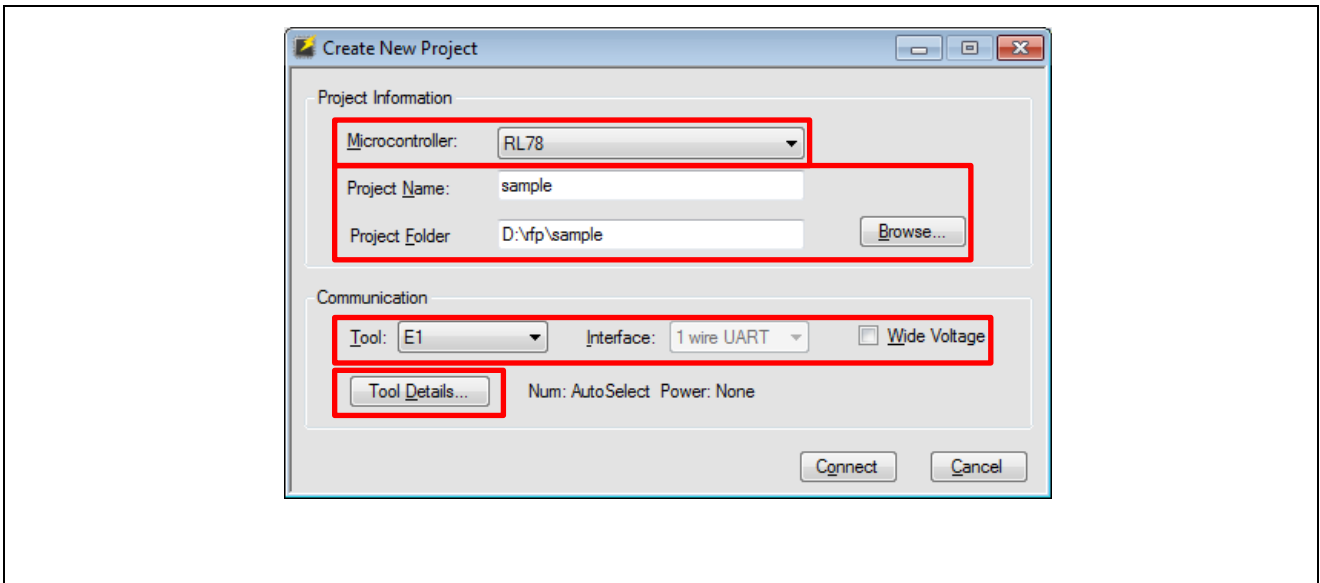 Create New Project
Project Information
Microcontroller: RL78
Project Name: sample
Project Folder D:\rfp\sample Browse...
Communication
Tool: E1 Interface: 1 wire UART Wide Voltage
Tool Details... Num: AutoSelect Power: None
Connect Cancel